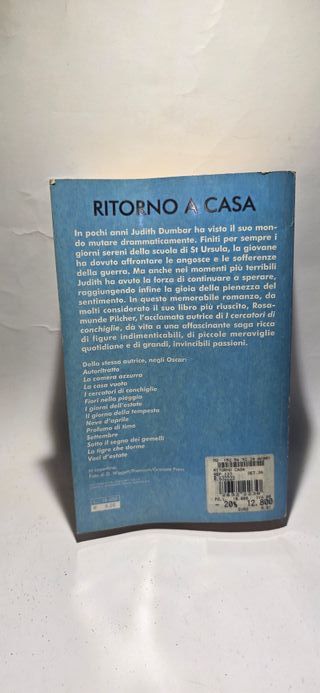 RITORNO A CASA
In pochi anni Judith Dumbar ha visto il suo mon-
do mutare drammaticamente. Finiti per sempre i
giorni sereni della scuola di St Ursula, la giovane
ha dovuto affrontare le angosce e le sofferenze
della guerra. Ma anche nei momenti più terribili
Judith ha avuto la forza di continuare a sperare,
raggiungendo infine la gioia della pienezza del
sentimento. In questo memorabile romanzo, da
molti considerato il suo libro più riuscito, Rosa-
munde Pilcher, l'acclamata autrice di I cercatori di
conchiglie, dà vita a una affascinante saga ricca
di figure indimenticabili, di piccole meraviglie
quotidiane e di grandi, invincibili passioni.
Della stessa autrice, negli Oscar:
Autoritratto
La camera azzurra
La casa vuota
I cercatori di conchiglie
Fiori nella pioggia
I giorni dell'estate
Il giorno della tempesta
Neve d'aprile
Profumo di timo
Settembre
Sotto il segno dei gemelli
La tigre che dorme
Voci d'estate
In copertina:
RITORNO CASA
- 20% 12.800
EURO